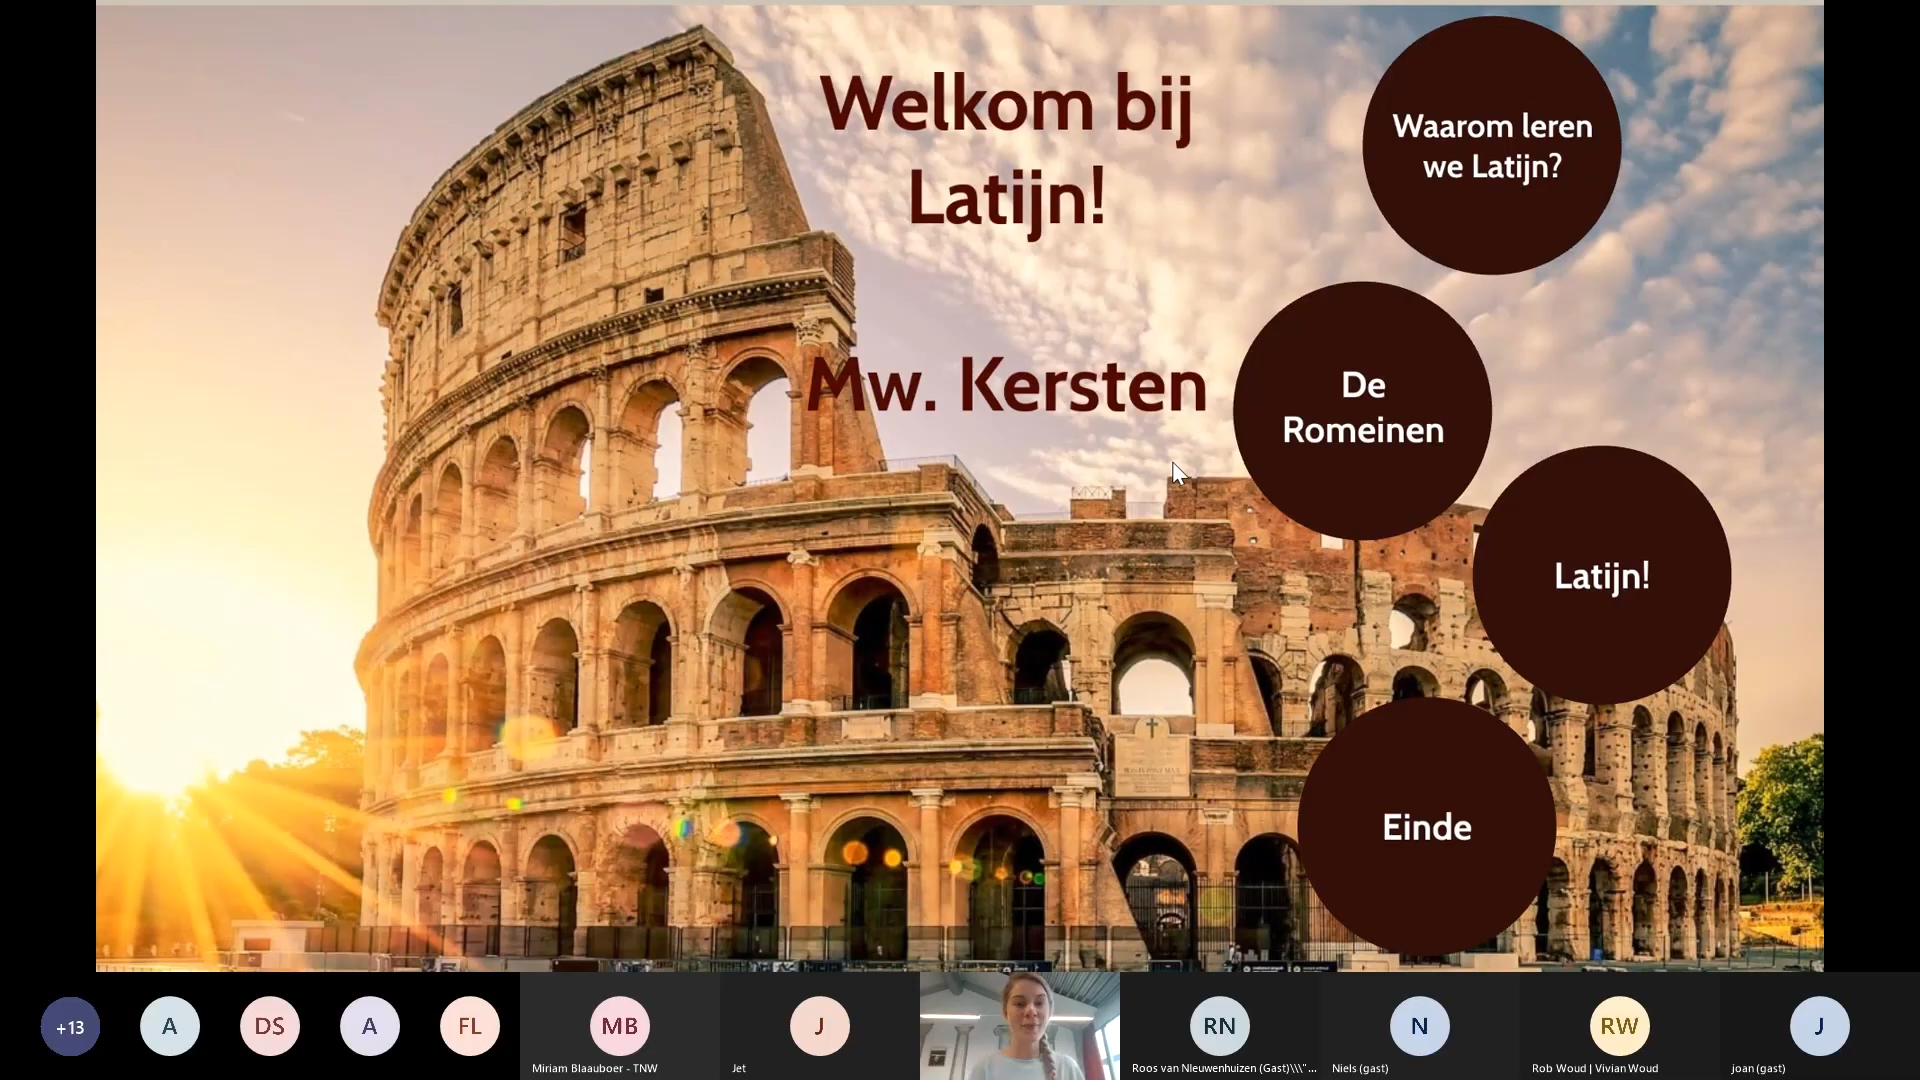 Welkom bij
Latijn!
Mw. Kersten
Waarom leren
we Latijn?
De
Romeinen
Latijn!
Einde
+13
A
DS
A
FL
MB
Miriam Blaauboer - TNW
J
Jet
RN
Roos van Nleuwenhuizen (Gast)\\\"...
N
Niels (gast)
RW
Rob Woud | Vivian Woud
J
joan (gast)